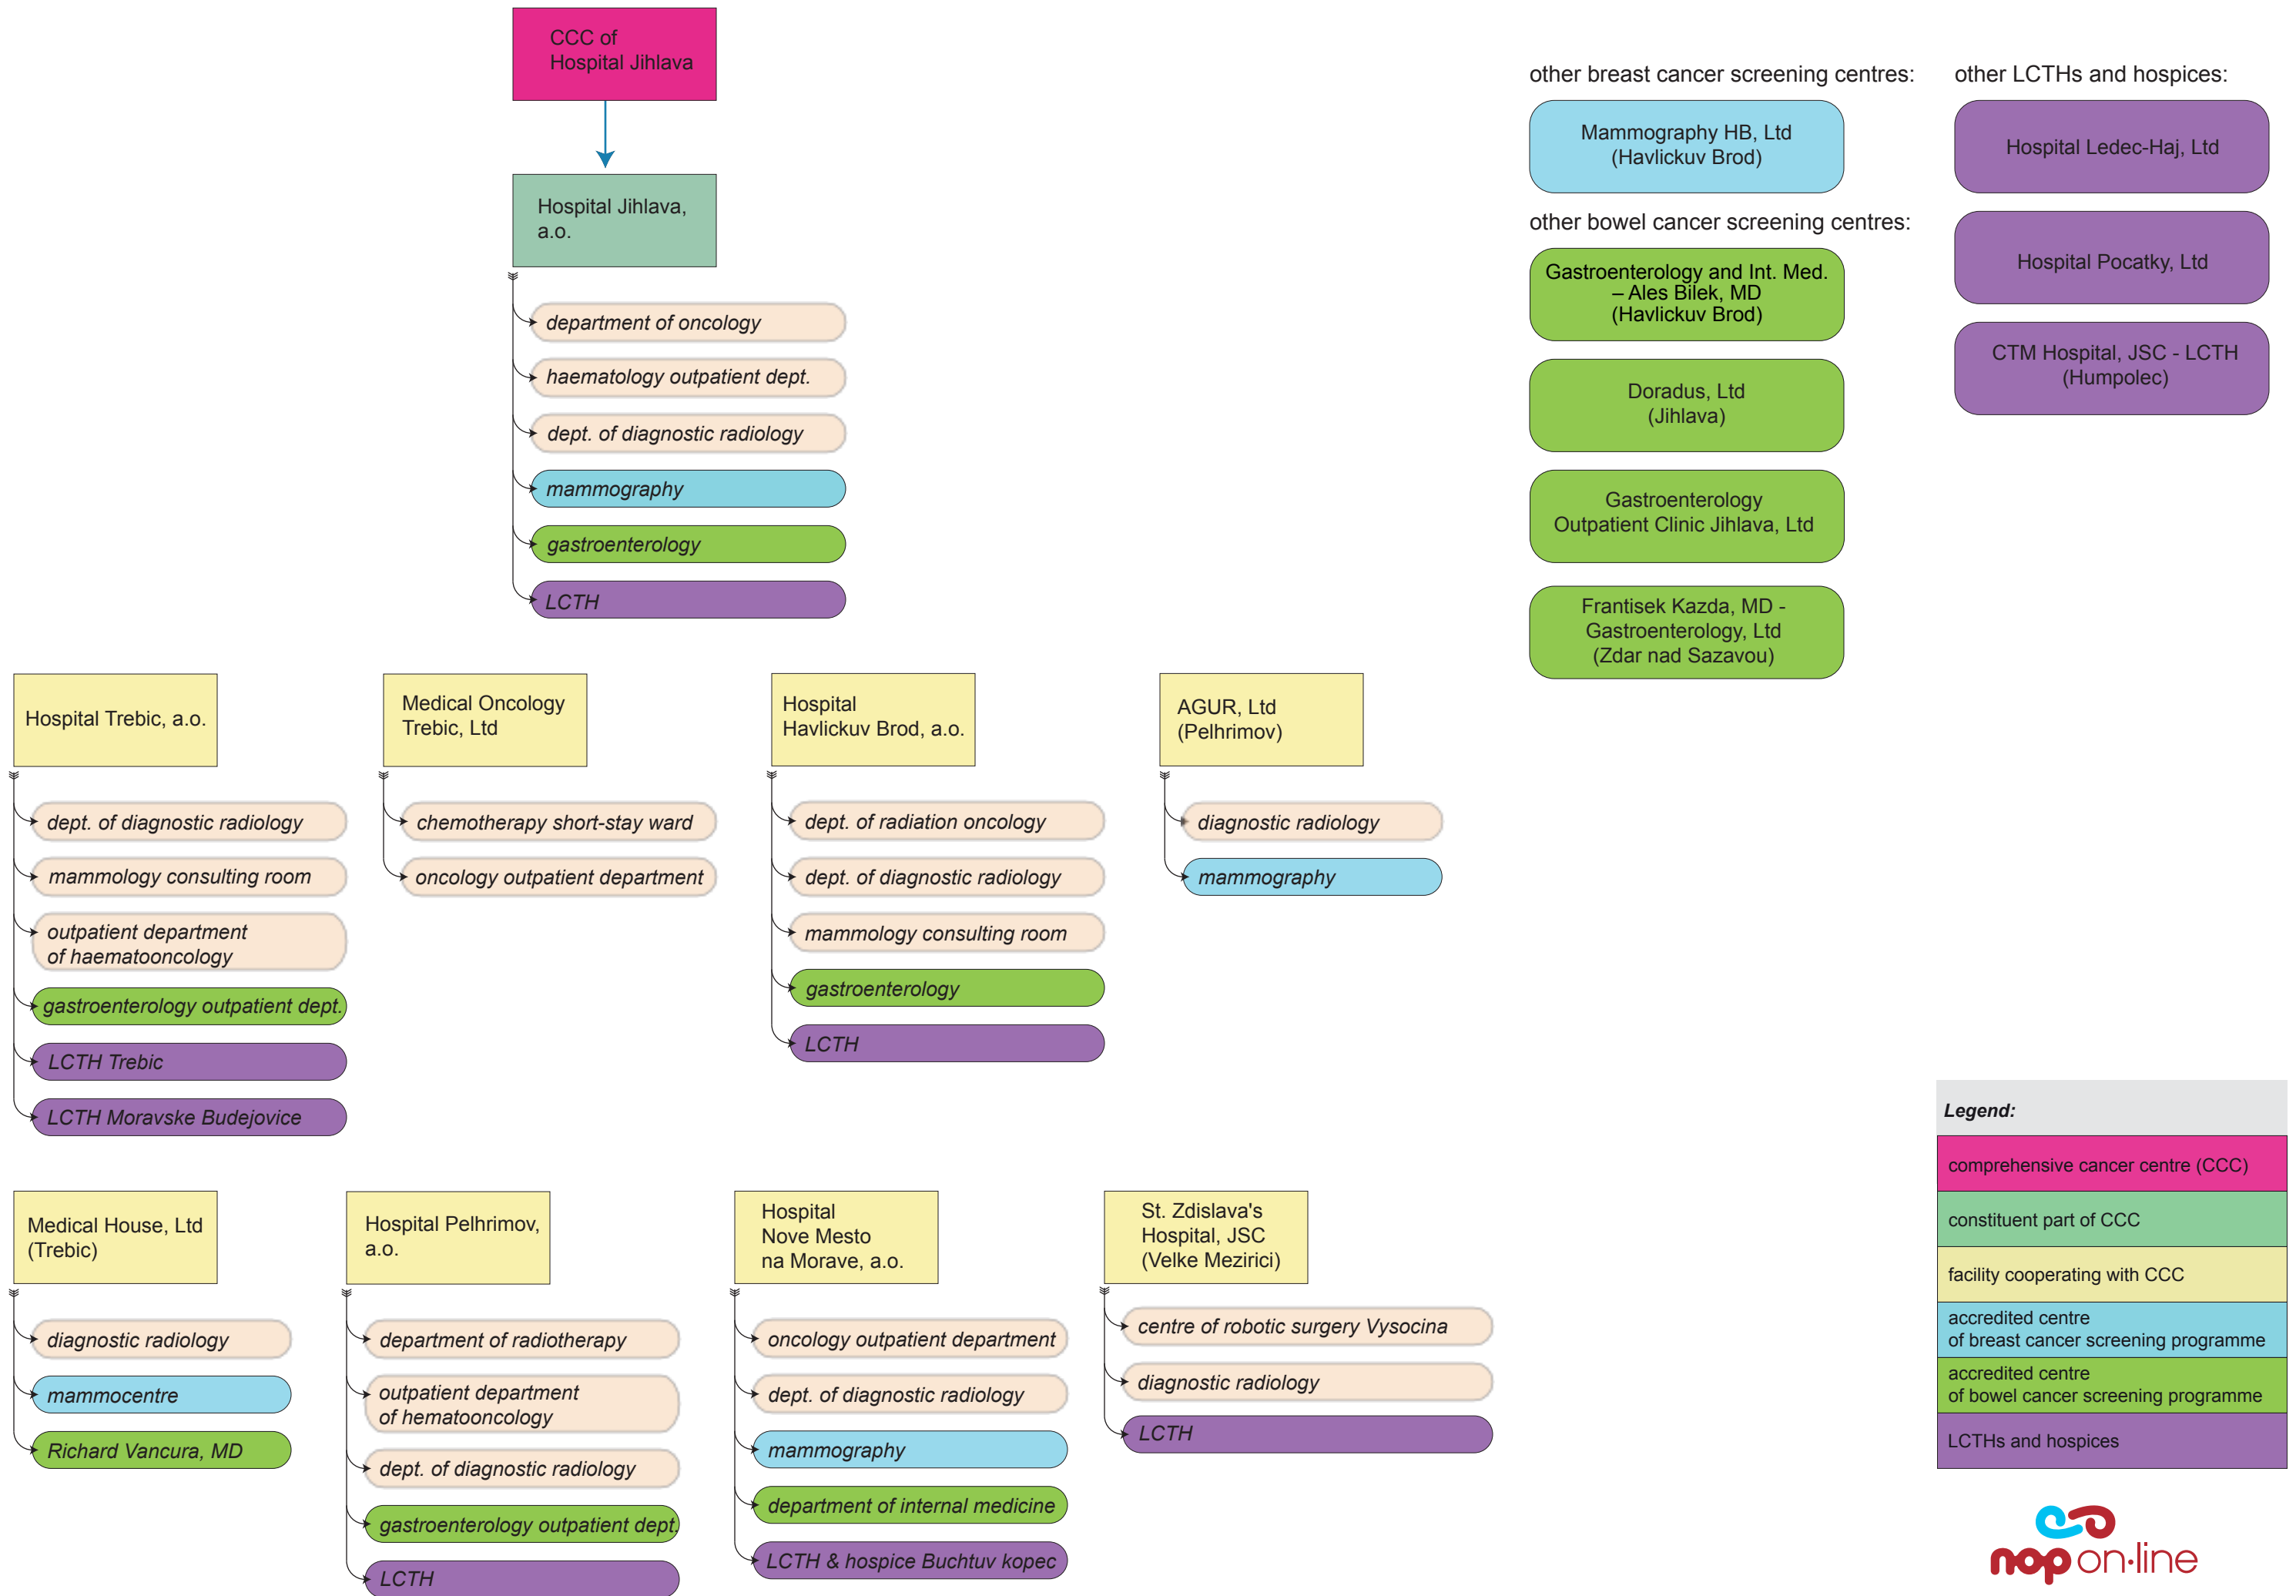 CCC of
Hospital Jihlava
Hospital Jihlava,
a.o.
department of oncology
haematology outpatient dept.
dept. of diagnostic radiology
mammography
gastroenterology
LCTH
other breast cancer screening centres:
Mammography HB, Ltd
(Havlickuv Brod)
other bowel cancer screening centres:
Gastroenterology and Int. Med.
– Ales Bilek, MD
(Havlickuv Brod)
Doradus, Ltd
(Jihlava)
Gastroenterology
Outpatient Clinic Jihlava, Ltd
Frantisek Kazda, MD -
Gastroenterology, Ltd
(Zdar nad Sazavou)
other LCTHs and hospices:
Hospital Ledec-Haj, Ltd
Hospital Pocatky, Ltd
CTM Hospital, JSC - LCTH
(Humpolec)
Hospital Trebic, a.o.
dept. of diagnostic radiology
mammology consulting room
outpatient department
of haematooncology
gastroenterology outpatient dept.
LCTH Trebic
LCTH Moravske Budejovice
Medical Oncology
Trebic, Ltd
chemotherapy short-stay ward
oncology outpatient department
Hospital
Havlickuv Brod, a.o.
dept. of radiation oncology
dept. of diagnostic radiology
mammology consulting room
gastroenterology
LCTH
AGUR, Ltd
(Pelhrimov)
diagnostic radiology
mammography
Medical House, Ltd
(Trebic)
diagnostic radiology
mammocentre
Richard Vancura, MD
Hospital Pelhrimov,
a.o.
department of radiotherapy
outpatient department
of hematooncology
dept. of diagnostic radiology
gastroenterology outpatient dept.
LCTH
Hospital
Nove Mesto
na Morave, a.o.
oncology outpatient department
dept. of diagnostic radiology
mammography
department of internal medicine
LCTH & hospice Buchtuv kopec
St. Zdislava's
Hospital, JSC
(Velke Mezirici)
centre of robotic surgery Vysocina
diagnostic radiology
LCTH
Legend:
comprehensive cancer centre (CCC)
constituent part of CCC
facility cooperating with CCC
accredited centre
of breast cancer screening programme
accredited centre
of bowel cancer screening programme
LCTHs and hospices
nop on·line